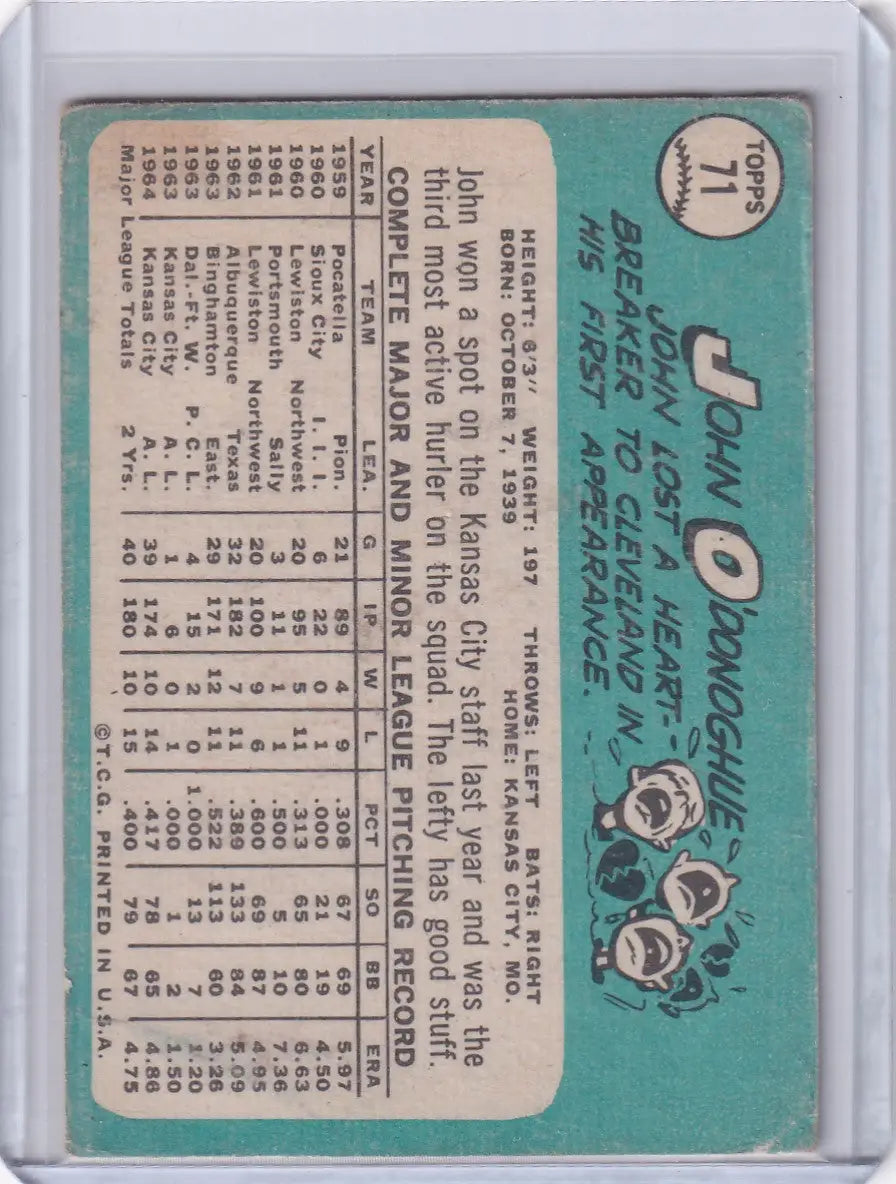 TOPPS
71
JOHN O'DONOGHUE
JOHN LOST A HEART-
BREAKER TO CLEVELAND IN
HIS FIRST APPEARANCE.
HEIGHT: 6'3" WEIGHT: 197 THROWS: LEFT BATS: RIGHT
BORN: OCTOBER 7, 1939 HOME: KANSAS CITY, MO.
John won a spot on the Kansas City staff last year and was the
third most active hurler on the squad. The lefty has good stuff.
COMPLETE MAJOR AND MINOR LEAGUE PITCHING RECORD
YEAR TEAM LEA. G IP W L PCT SO BB ERA
1959 Pocatella Pion. 21 89 4 9 .308 67 69 5.97
1960 Sioux City I. I. I. 6 22 0 1 .000 21 19 4.50
1960 Lewiston Northwest 20 95 5 11 .313 65 80 6.63
1961 Portsmouth Sally 3 11 1 1 .500 5 10 7.36
1961 Lewiston Northwest 20 100 9 6 .600 69 87 4.95
1962 Albuquerque Texas 32 182 7 11 .389 133 84 5.09
1963 Binghamton East. 29 171 12 11 .522 113 60 3.26
1963 Dal.-Ft. W. P. C. L. 4 15 2 0 1.000 13 7 1.20
1963 Kansas City A. L. 1 6 0 1 .000 1 2 1.50
1964 Kansas City A. L. 39 174 10 14 .417 78 65 4.86
Major League Totals 2 Yrs. 40 180 10 15 .400 79 67 4.75
©T.C.G. PRINTED IN U.S.A.